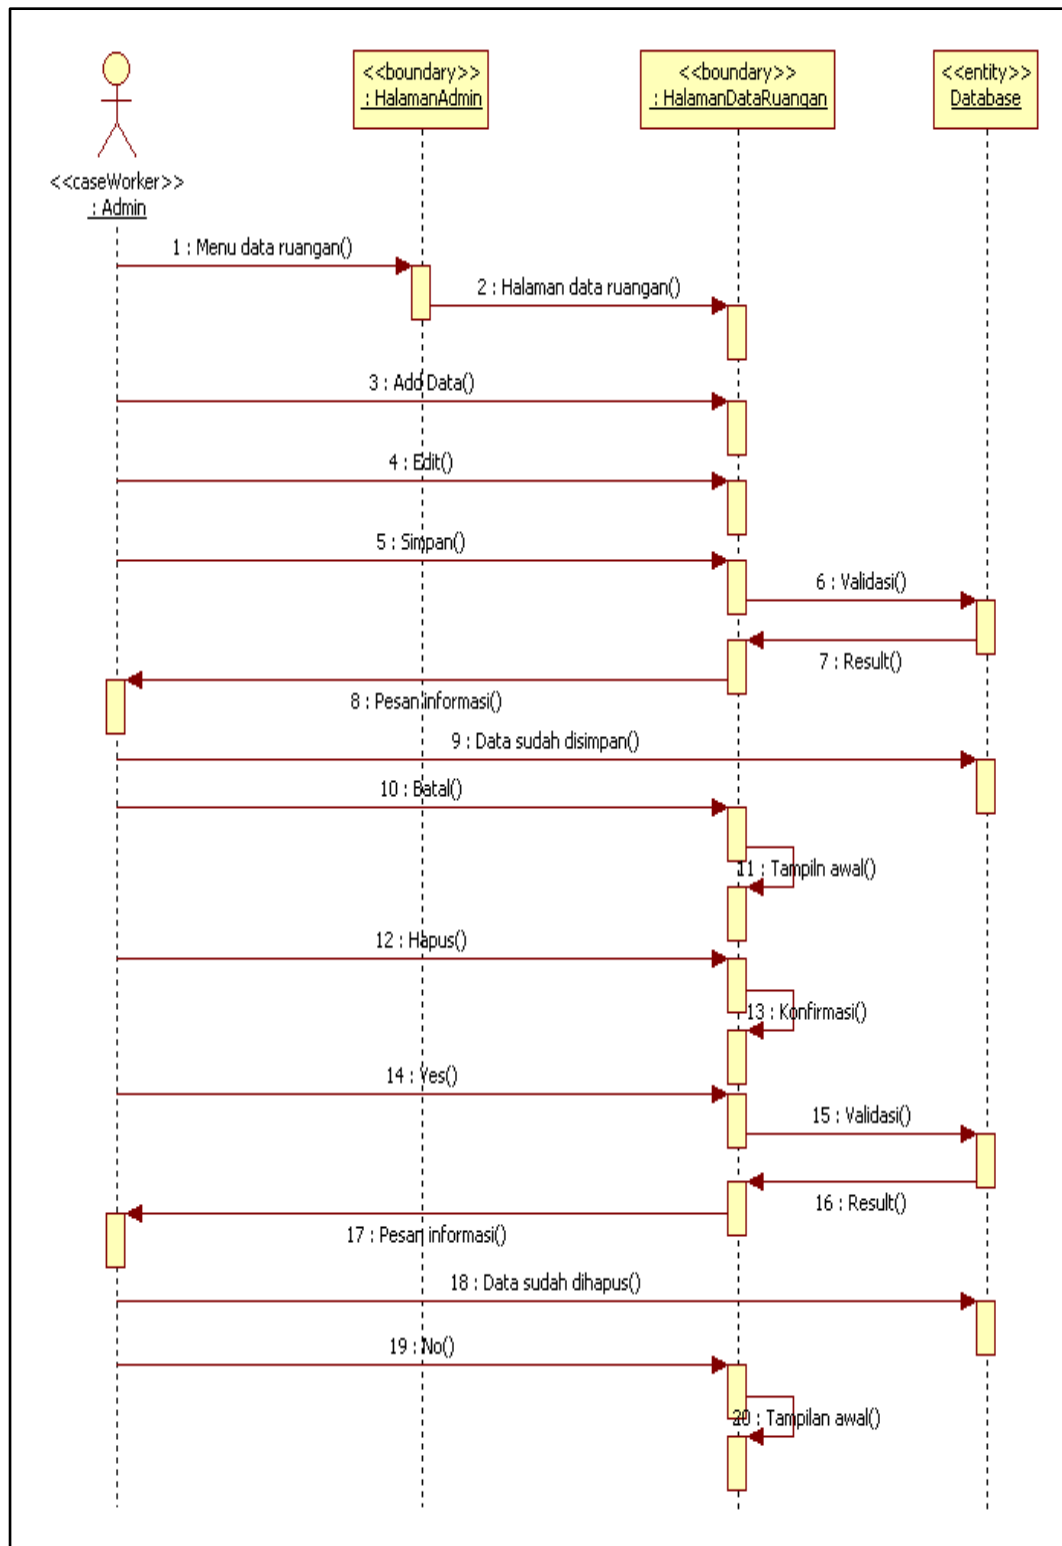 <<boundary>>
: HalamanAdmin
<<boundary>>
: HalamanDataRuangan
<<entity>>
Database
<<caseWorker>>
: Admin
1 : Menu data ruangan()
2 : Halaman data ruangan()
3 : Add Data()
4 : Edit()
5 : Simpan()
6 : Validasi()
7 : Result()
8 : Pesan informasi()
9 : Data sudah disimpan()
10 : Batal()
11 : Tampiln awal()
12 : Hapus()
13 : Konfirmasi()
14 : Yes()
15 : Validasi()
16 : Result()
17 : Pesan informasi()
18 : Data sudah dihapus()
19 : No()
20 : Tampilan awal()